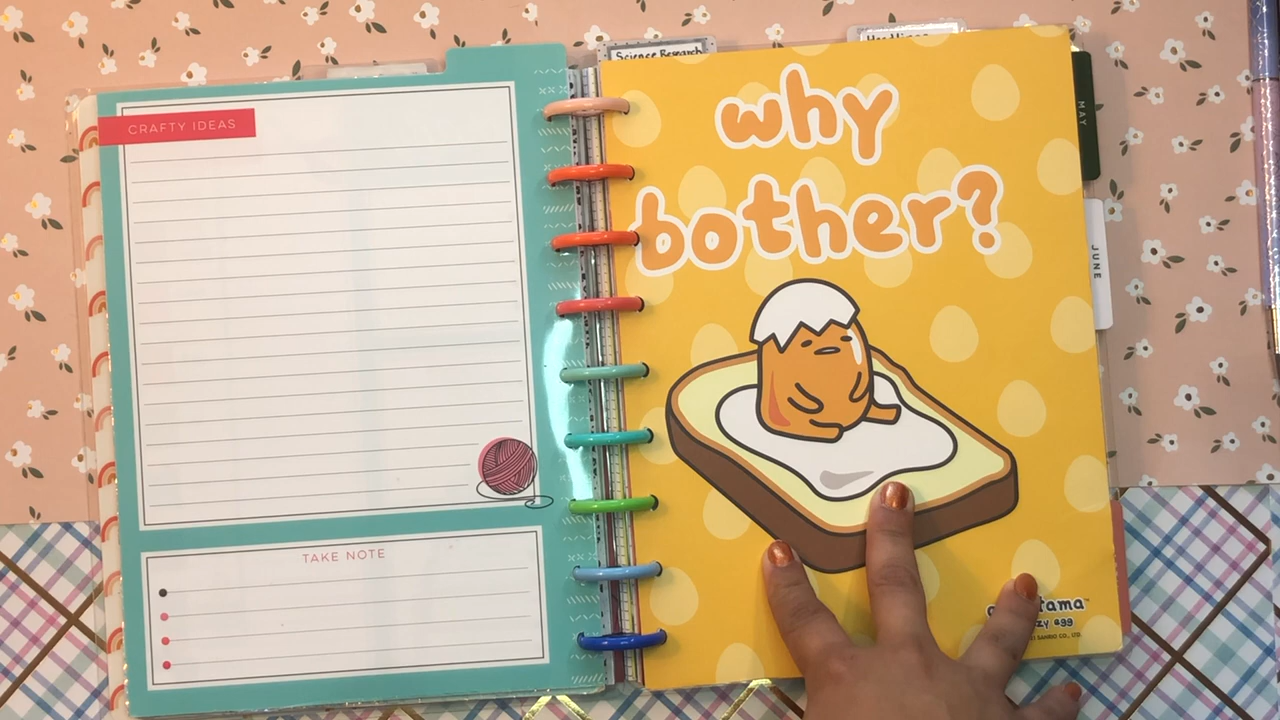 CRAFTY IDEAS
TAKE NOTE
Science Research
why
bother?
MAY
JUNE